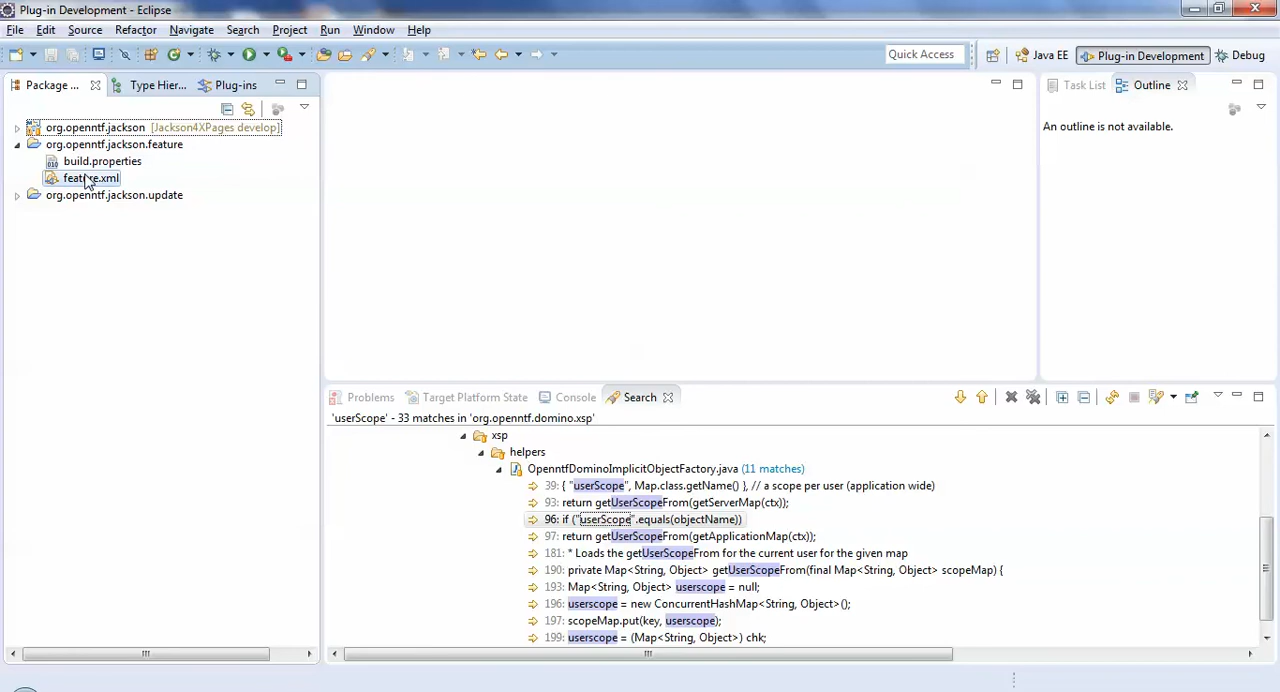 Plug-in Development - Eclipse
File Edit Source Refactor Navigate Search Project Run Window Help
Quick Access Java EE Plug-in Development Debug
Package ... Type Hier... Plug-ins
org.openntf.jackson [Jackson4XPages develop]
org.openntf.jackson.feature
build.properties
feature.xml
org.openntf.jackson.update
Task List Outline
An outline is not available.
Problems Target Platform State Console Search
'userScope' - 33 matches in 'org.openntf.domino.xsp'
xsp
helpers
OpenntfDominoImplicitObjectFactory.java (11 matches)
39: { "userScope", Map.class.getName() }, // a scope per user (application wide)
93: return getUserScopeFrom(getServerMap(ctx));
96: if ("userScope".equals(objectName))
97: return getUserScopeFrom(getApplicationMap(ctx));
181: * Loads the getUserScopeFrom for the current user for the given map
190: private Map<String, Object> getUserScopeFrom(final Map<String, Object> scopeMap) {
193: Map<String, Object> userscope = null;
196: userscope = new ConcurrentHashMap<String, Object>();
197: scopeMap.put(key, userscope);
199: userscope = (Map<String, Object>) chk;